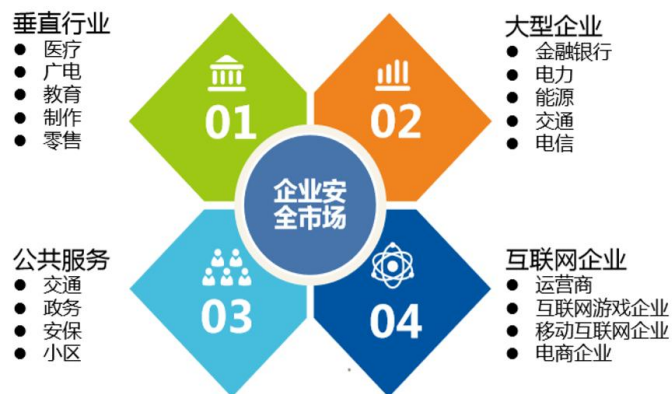 垂直行业
● 医疗
● 广电
● 教育
● 制作
● 零售
01
大型企业
● 金融银行
● 电力
● 能源
● 交通
● 电信
02
企业安
全市场
公共服务
● 交通
● 政务
● 安保
● 小区
03
互联网企业
● 运营商
● 互联网游戏企业
● 移动互联网企业
● 电商企业
04